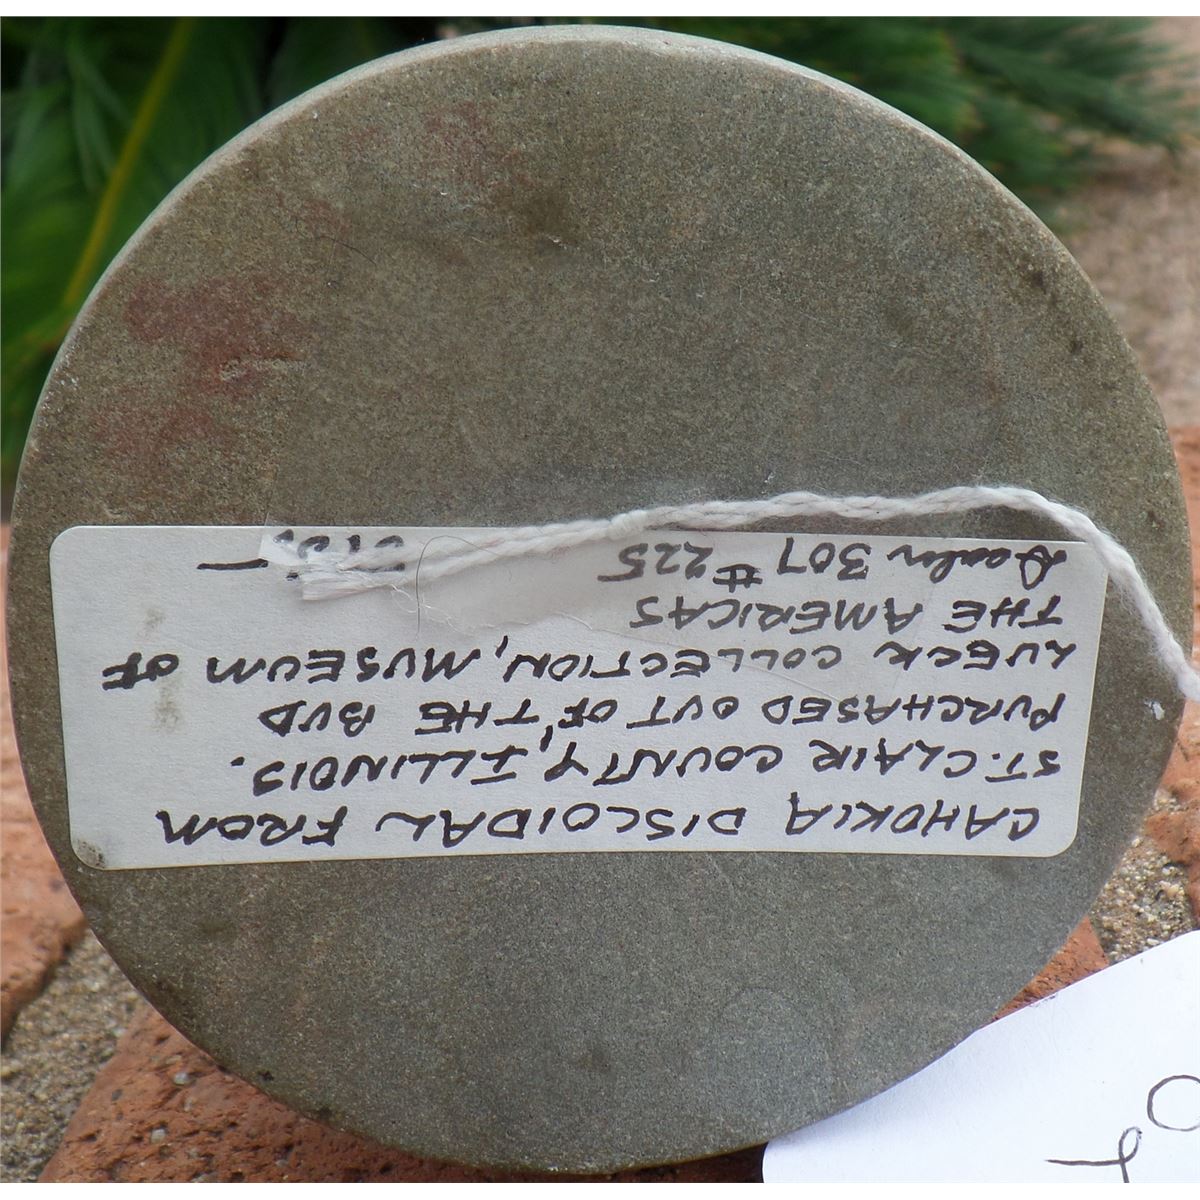 CAHOKIA DISCOIDAL FROM
ST. CLAIR COUNTY, ILLINOIS.
PURCHASED OUT OF THE BUD
LUECK COLLECTION, MUSEUM OF
THE AMERICAS
Dealer 307 # 225